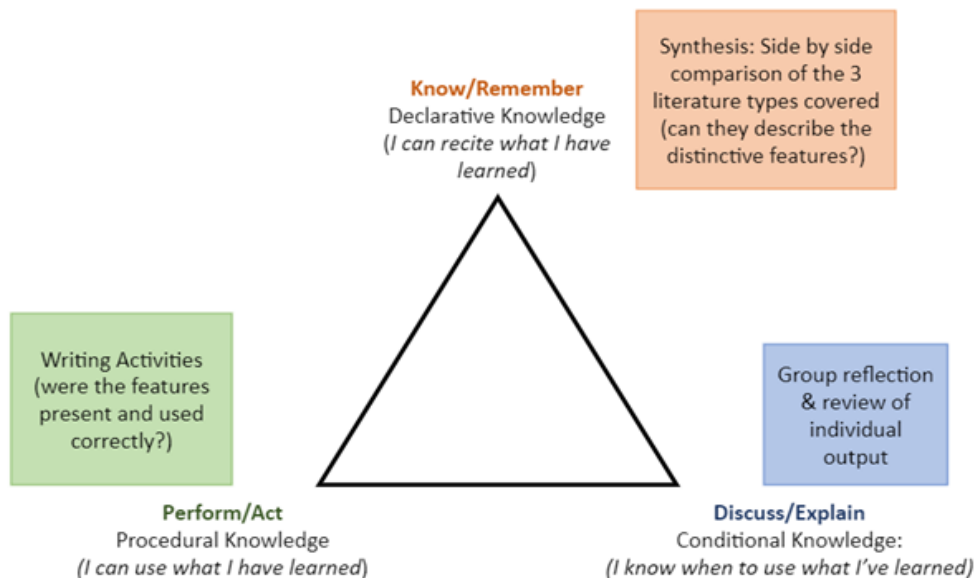 Synthesis: Side by side
comparison of the 3
literature types covered
(can they describe the
distinctive features?)
Know/Remember
Declarative Knowledge
(I can recite what I have
learned)
Writing Activities
(were the features
present and used
correctly?)
Group reflection
& review of
individual
output
Perform/Act
Procedural Knowledge
(I can use what I have learned)
Discuss/Explain
Conditional Knowledge:
(I know when to use what I've learned)